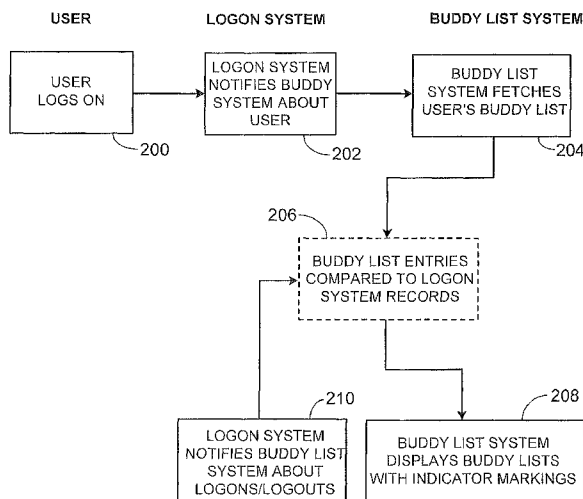 USER
LOGON SYSTEM
BUDDY LIST SYSTEM
USER
LOGS ON
200
LOGON SYSTEM
NOTIFIES BUDDY
SYSTEM ABOUT
USER
202
BUDDY LIST
SYSTEM FETCHES
USER'S BUDDY LIST
204
206
BUDDY LIST ENTRIES
COMPARED TO LOGON
SYSTEM RECORDS
210
LOGON SYSTEM
NOTIFIES BUDDY LIST
SYSTEM ABOUT
LOGONS/LOGOUTS
208
BUDDY LIST SYSTEM
DISPLAYS BUDDY LISTS
WITH INDICATOR MARKINGS